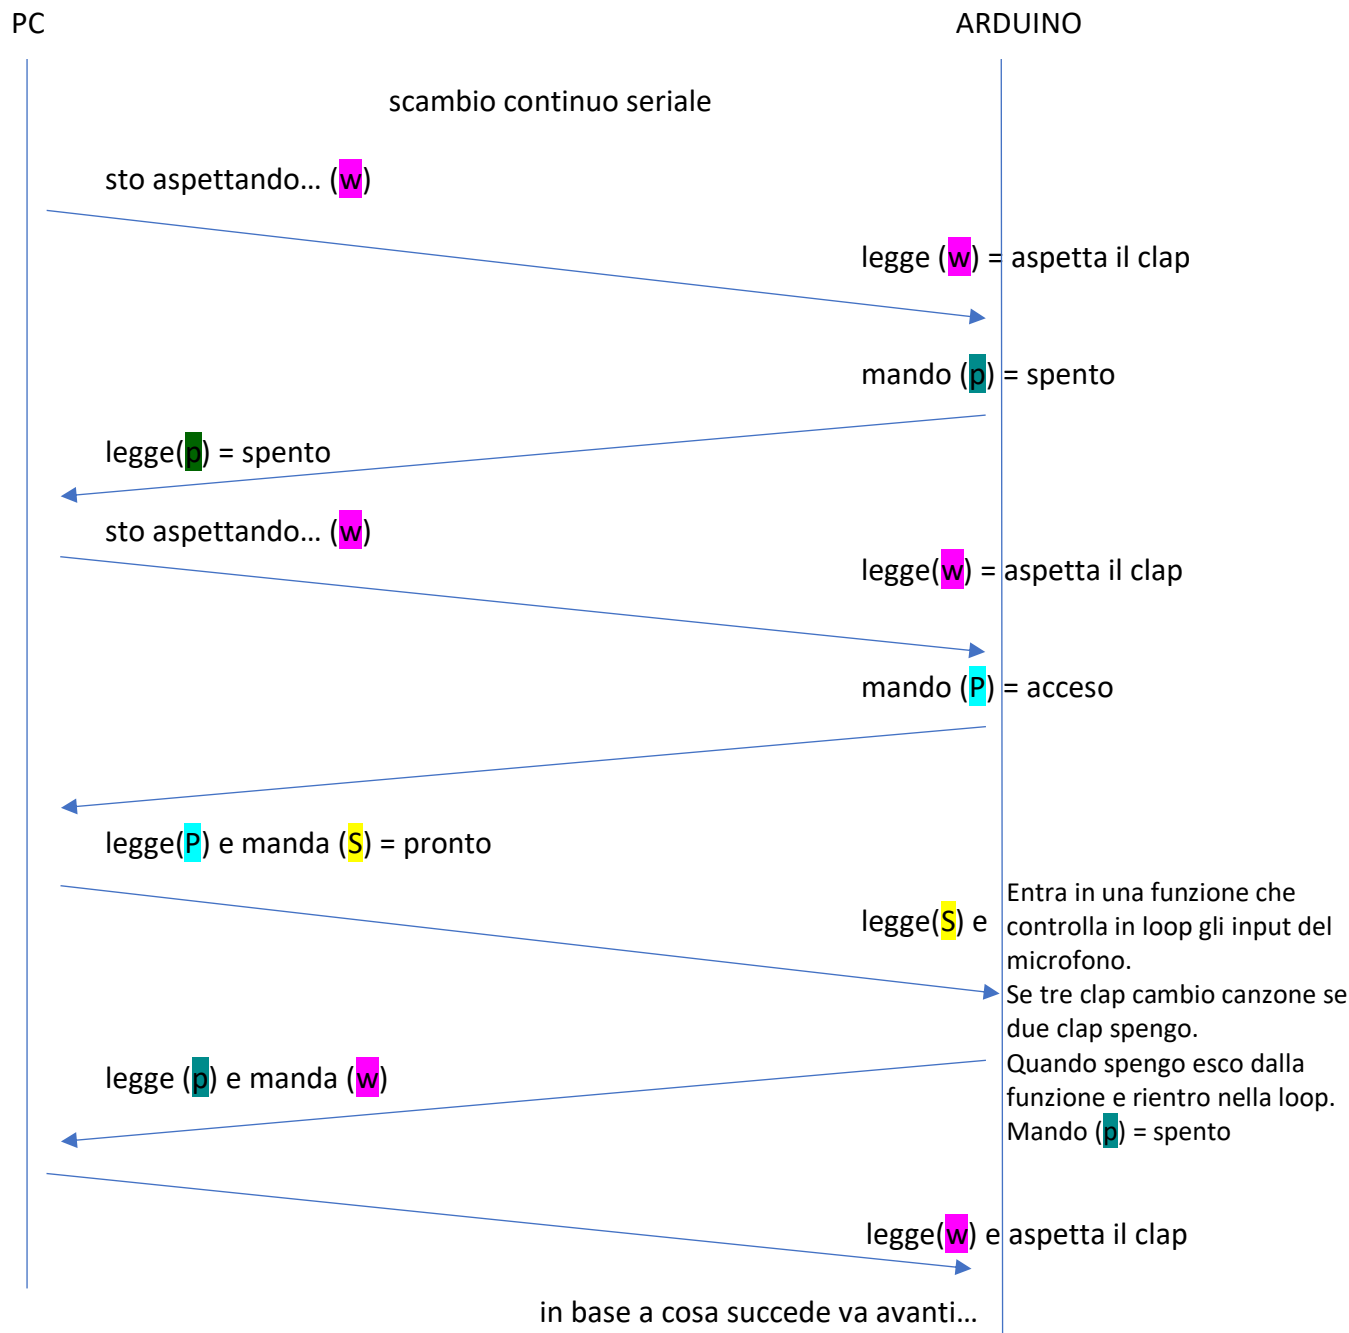 PC
ARDUINO
scambio continuo seriale
sto aspettando... (w)
legge (w) = aspetta il clap
mando (p) = spento
legge(p) = spento
sto aspettando... (w)
legge(w) = aspetta il clap
mando (P) = acceso
legge(P) e manda (S) = pronto
legge(S) e
Entra in una funzione che
controlla in loop gli input del
microfono.
Se tre clap cambio canzone se
due clap spengo.
Quando spengo esco dalla
funzione e rientro nella loop.
Mando (p) = spento
legge (p) e manda (w)
legge(w) e aspetta il clap
in base a cosa succede va avanti...